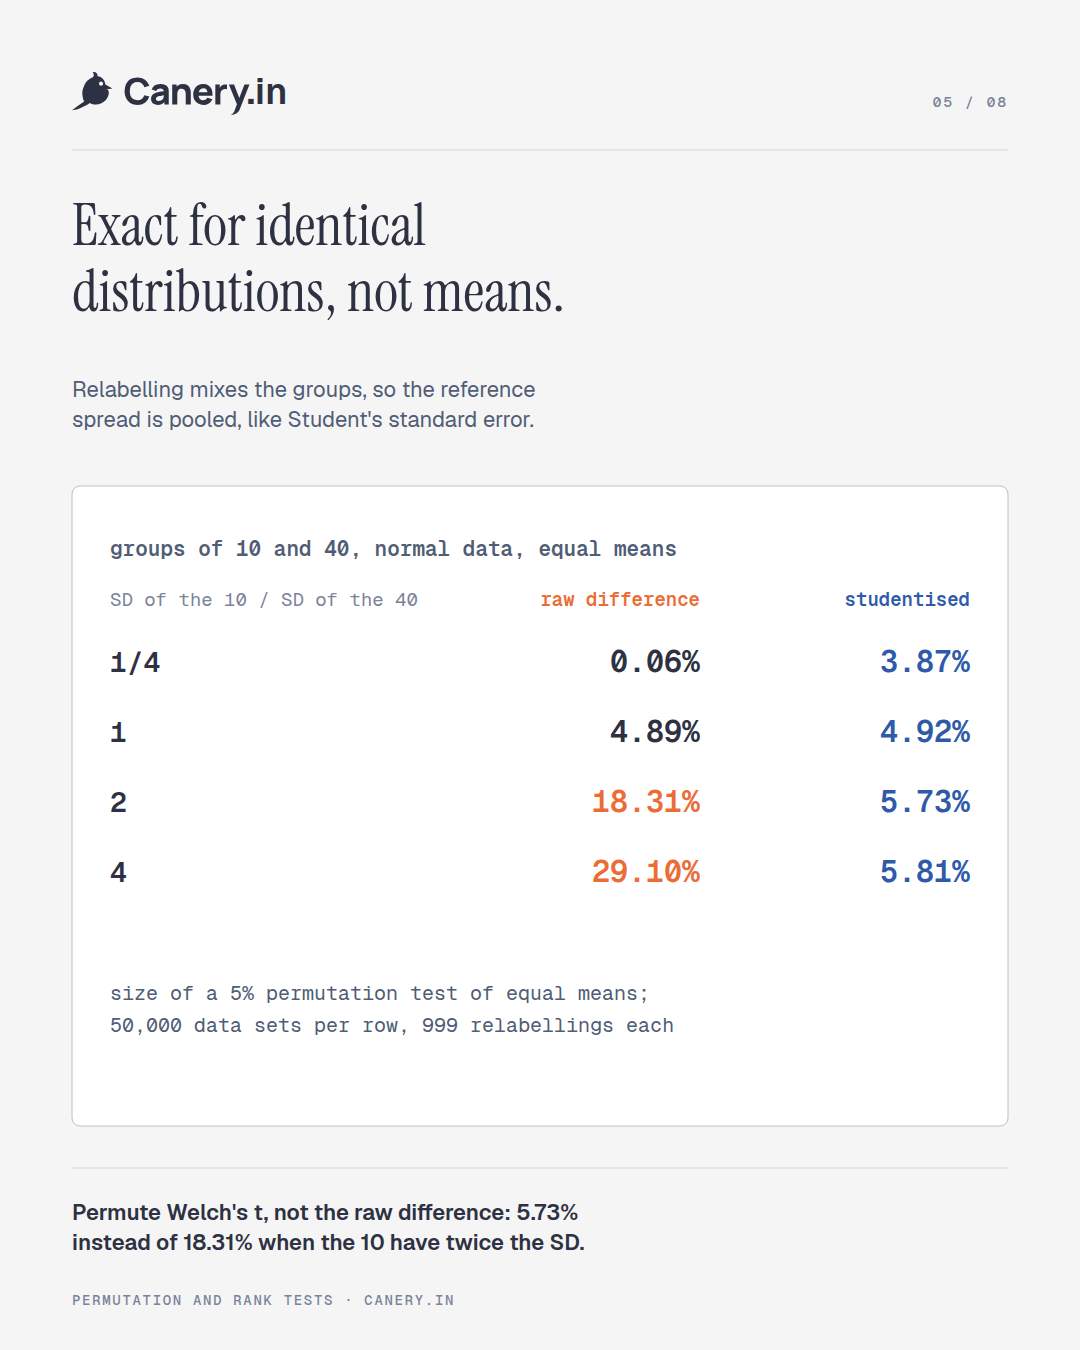 Canery.in
05 / 08
Exact for identical
distributions, not means.
Relabelling mixes the groups, so the reference
spread is pooled, like Student's standard error.
groups of 10 and 40, normal data, equal means
SD of the 10 / SD of the 40 raw difference studentised
1/4 0.06% 3.87%
1 4.89% 4.92%
2 18.31% 5.73%
4 29.10% 5.81%
size of a 5% permutation test of equal means;
50,000 data sets per row, 999 relabellings each
Permute Welch's t, not the raw difference: 5.73%
instead of 18.31% when the 10 have twice the SD.
PERMUTATION AND RANK TESTS · CANERY.IN